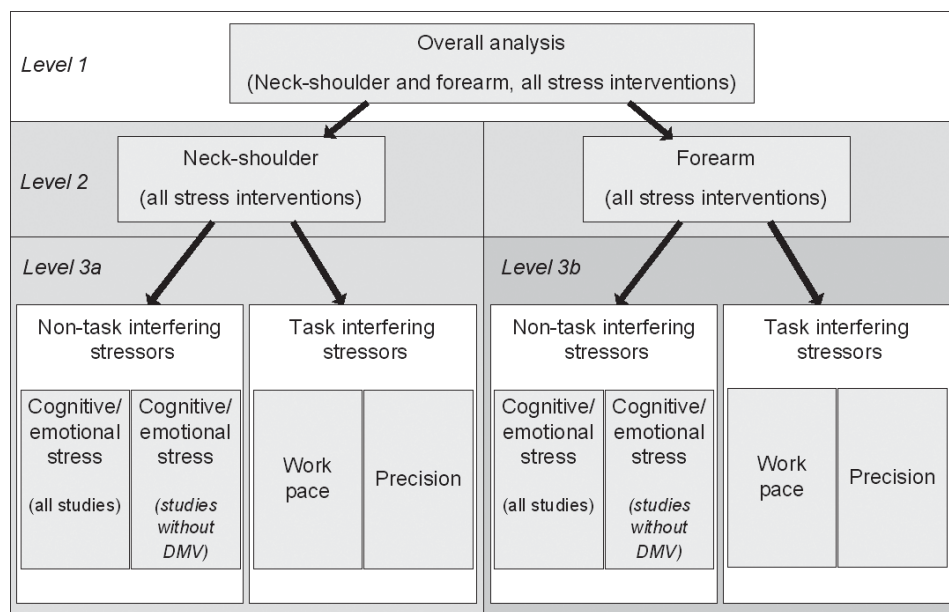 Level 1
Overall analysis
(Neck-shoulder and forearm, all stress interventions)
Level 2
Neck-shoulder
(all stress interventions)
Forearm
(all stress interventions)
Level 3a
Non-task interfering
stressors
Cognitive/
emotional
stress
(all studies)
Cognitive/
emotional
stress
(studies
without
DMV)
Task interfering
stressors
Work
pace
Precision
Level 3b
Non-task interfering
stressors
Cognitive/
emotional
stress
(all studies)
Cognitive/
emotional
stress
(studies
without
DMV)
Task interfering
stressors
Work
pace
Precision